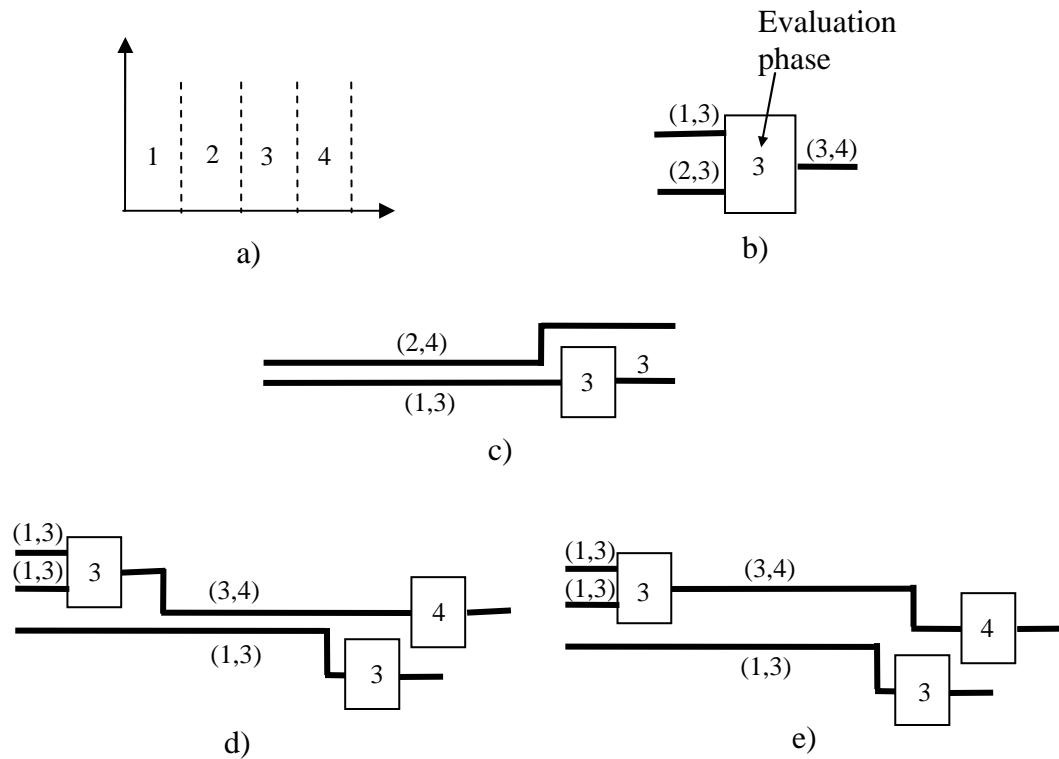 Evaluation
phase
1 2 3 4
a)
(1,3)
(2,3)
3
(3,4)
b)
(2,4)
(1,3)
3
3
c)
(1,3)
(1,3)
3
(3,4)
4
(1,3)
3
d)
(1,3)
(1,3)
3
(3,4)
4
(1,3)
3
e)